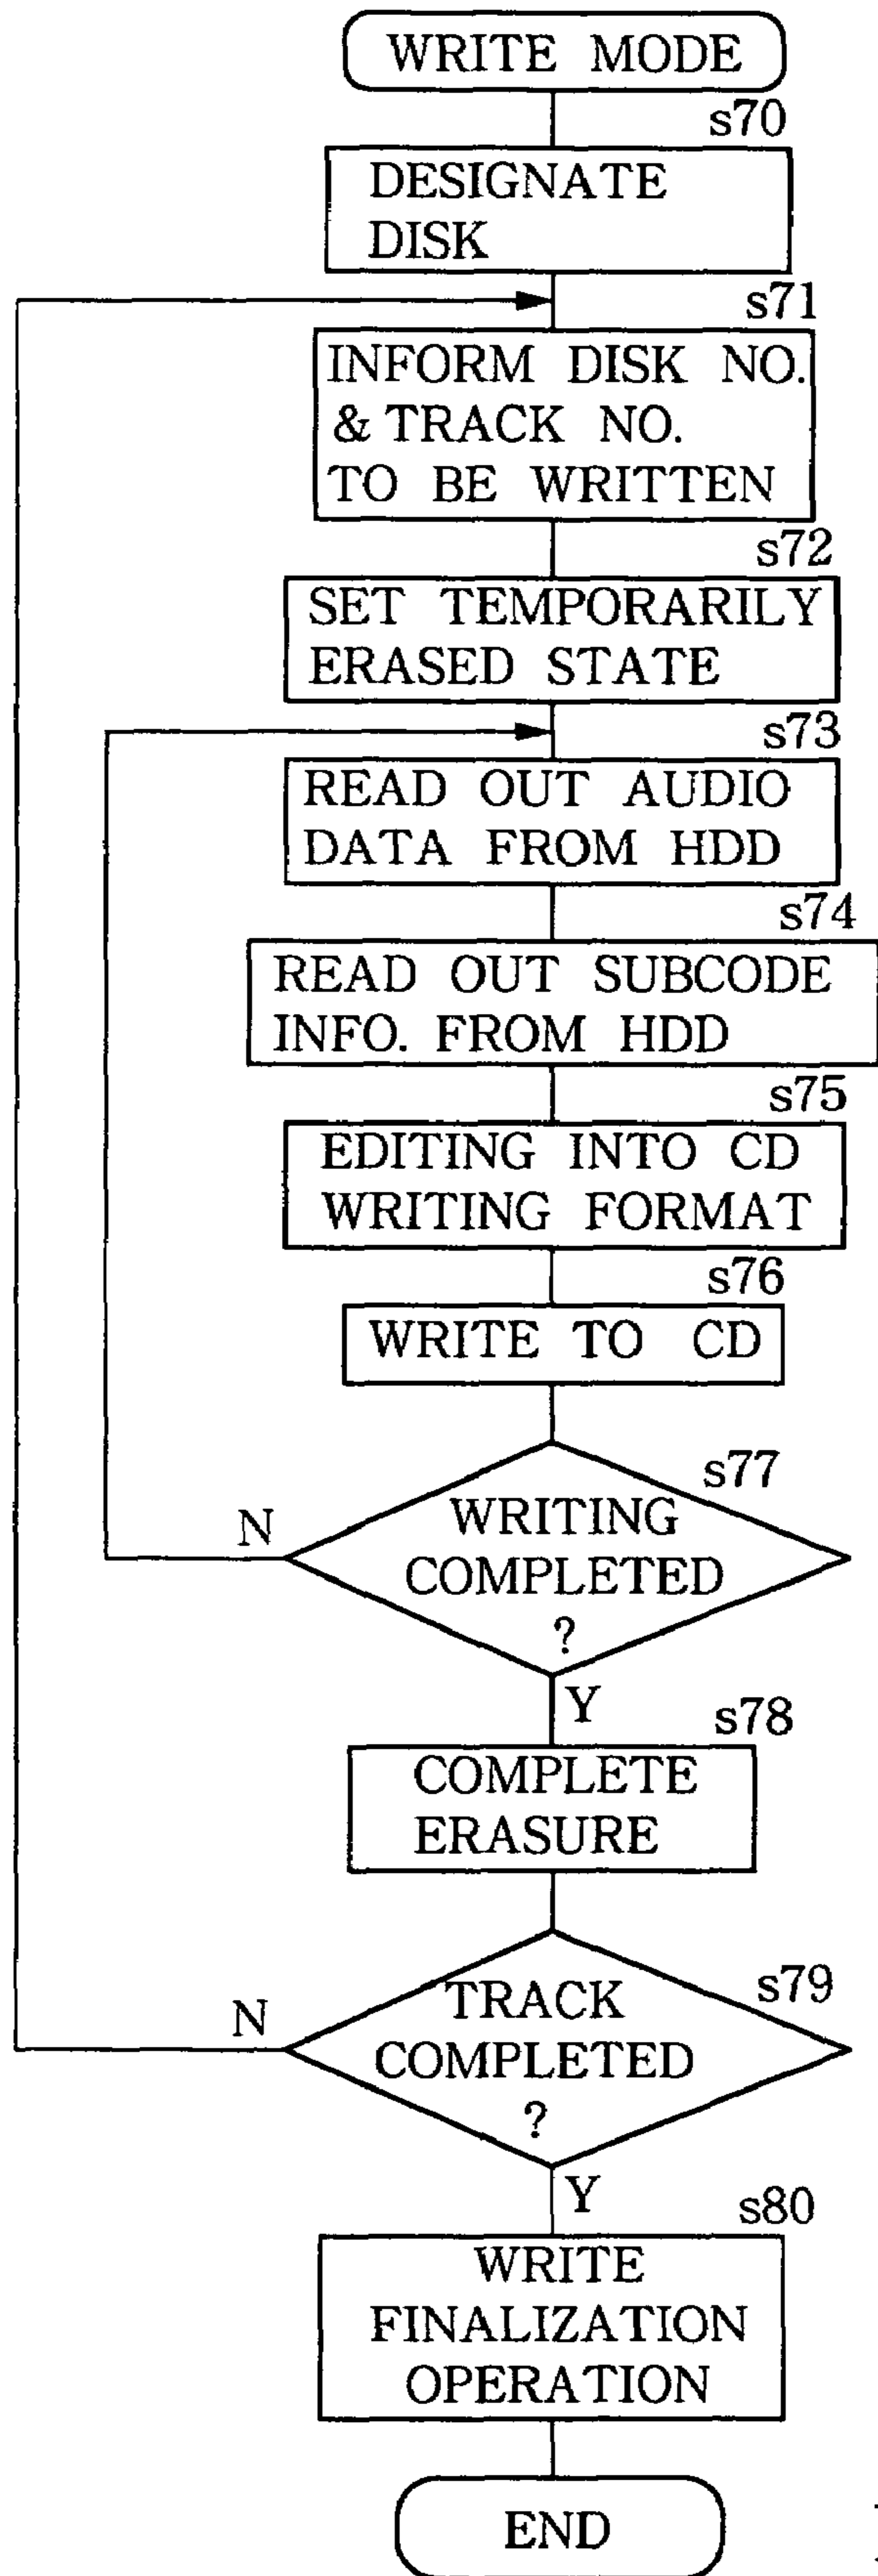 WRITE MODE
s70
DESIGNATE
DISK
s71
INFORM DISK NO.
& TRACK NO.
TO BE WRITTEN
s72
SET TEMPORARILY
ERASED STATE
s73
READ OUT AUDIO
DATA FROM HDD
s74
READ OUT SUBCODE
INFO. FROM HDD
s75
EDITING INTO CD
WRITING FORMAT
s76
WRITE TO CD
s77
WRITING
COMPLETED
?
N
Y
s78
COMPLETE
ERASURE
s79
TRACK
COMPLETED
?
N
Y
s80
WRITE
FINALIZATION
OPERATION
END